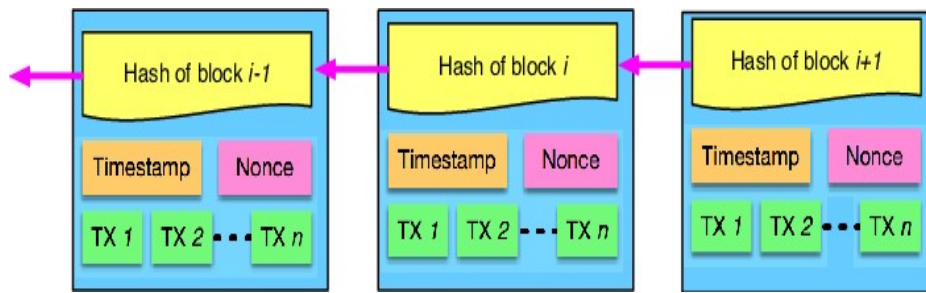 Hash of block i-1
Timestamp Nonce
TX 1 TX 2 TX n
Hash of block i
Timestamp Nonce
TX 1 TX 2 TX n
Hash of block i+1
Timestamp Nonce
TX 1 TX 2 TX n